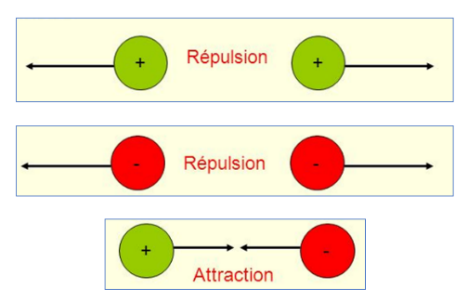 + Répulsion +
- Répulsion -
+ -
Attraction